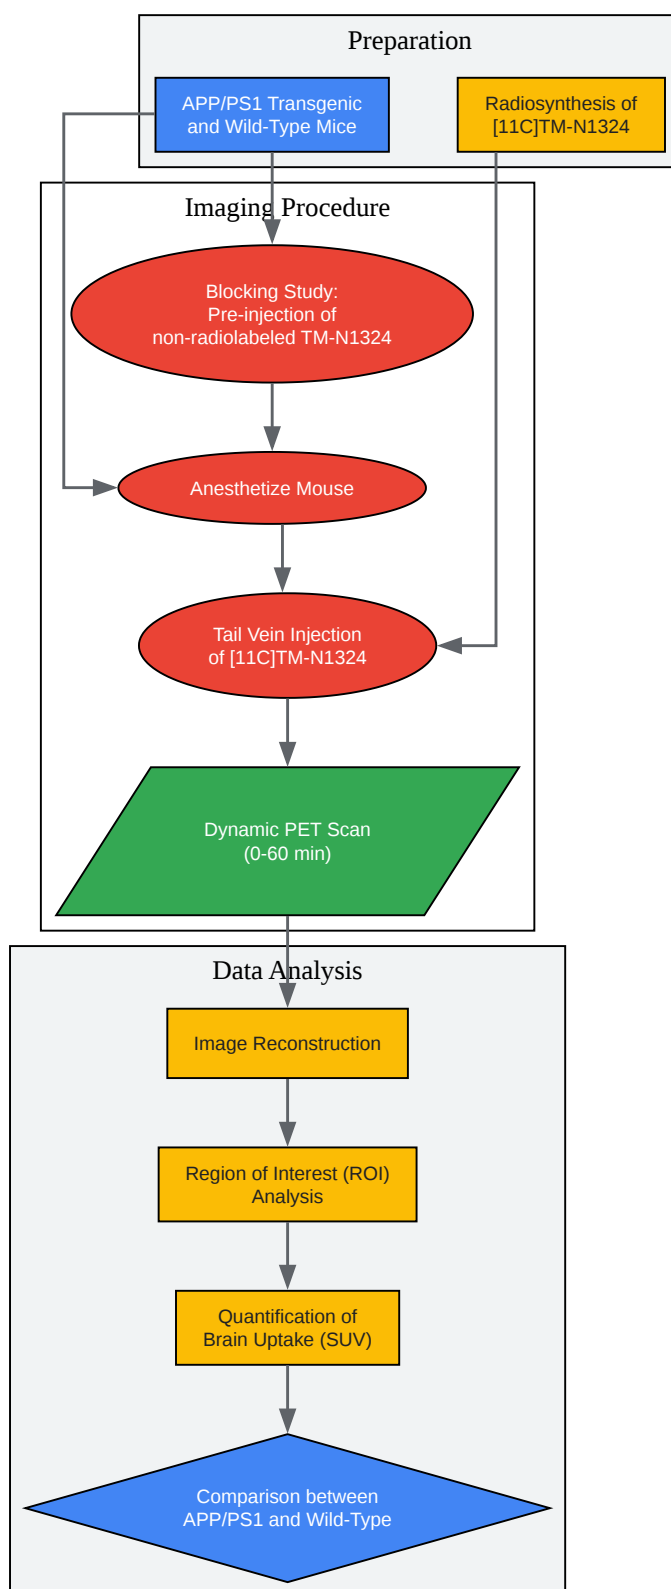 Preparation
APP/PS1 Transgenic
and Wild-Type Mice
Radiosynthesis of
[11C]TM-N1324
Imaging Procedure
Blocking Study:
Pre-injection of
non-radiolabeled TM-N1324
Anesthetize Mouse
Tail Vein Injection
of [11C]TM-N1324
Dynamic PET Scan
(0-60 min)
Data Analysis
Image Reconstruction
Region of Interest (ROI)
Analysis
Quantification of
Brain Uptake (SUV)
Comparison between
APP/PS1 and Wild-Type